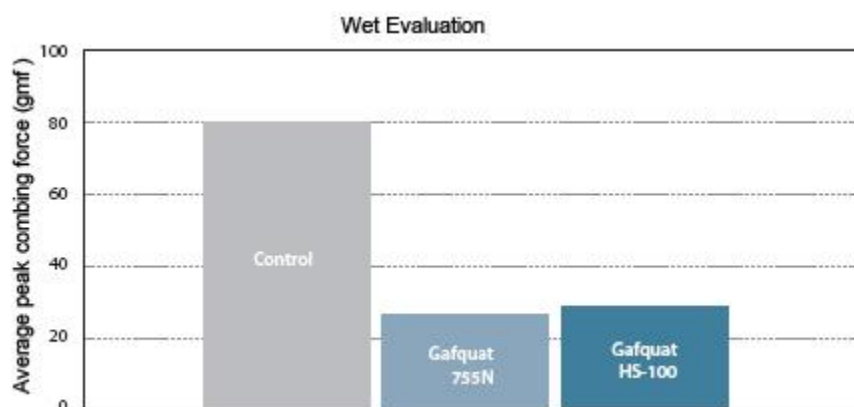 Wet Evaluation
Average peak combing force (gmf)
100
80
60
40
20
0
Control
Gafquat
755N
Gafquat
HS-100